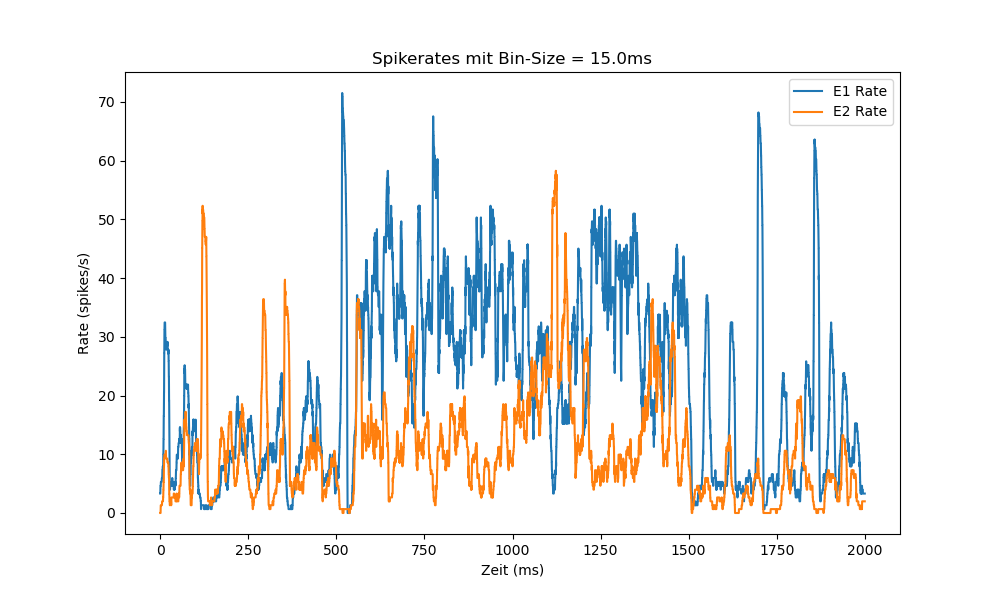 Spikerates mit Bin-Size = 15.0ms
E1 Rate
E2 Rate
70
60
50
40
30
20
10
0
Rate (spikes/s)
0 250 500 750 1000 1250 1500 1750 2000
Zeit (ms)